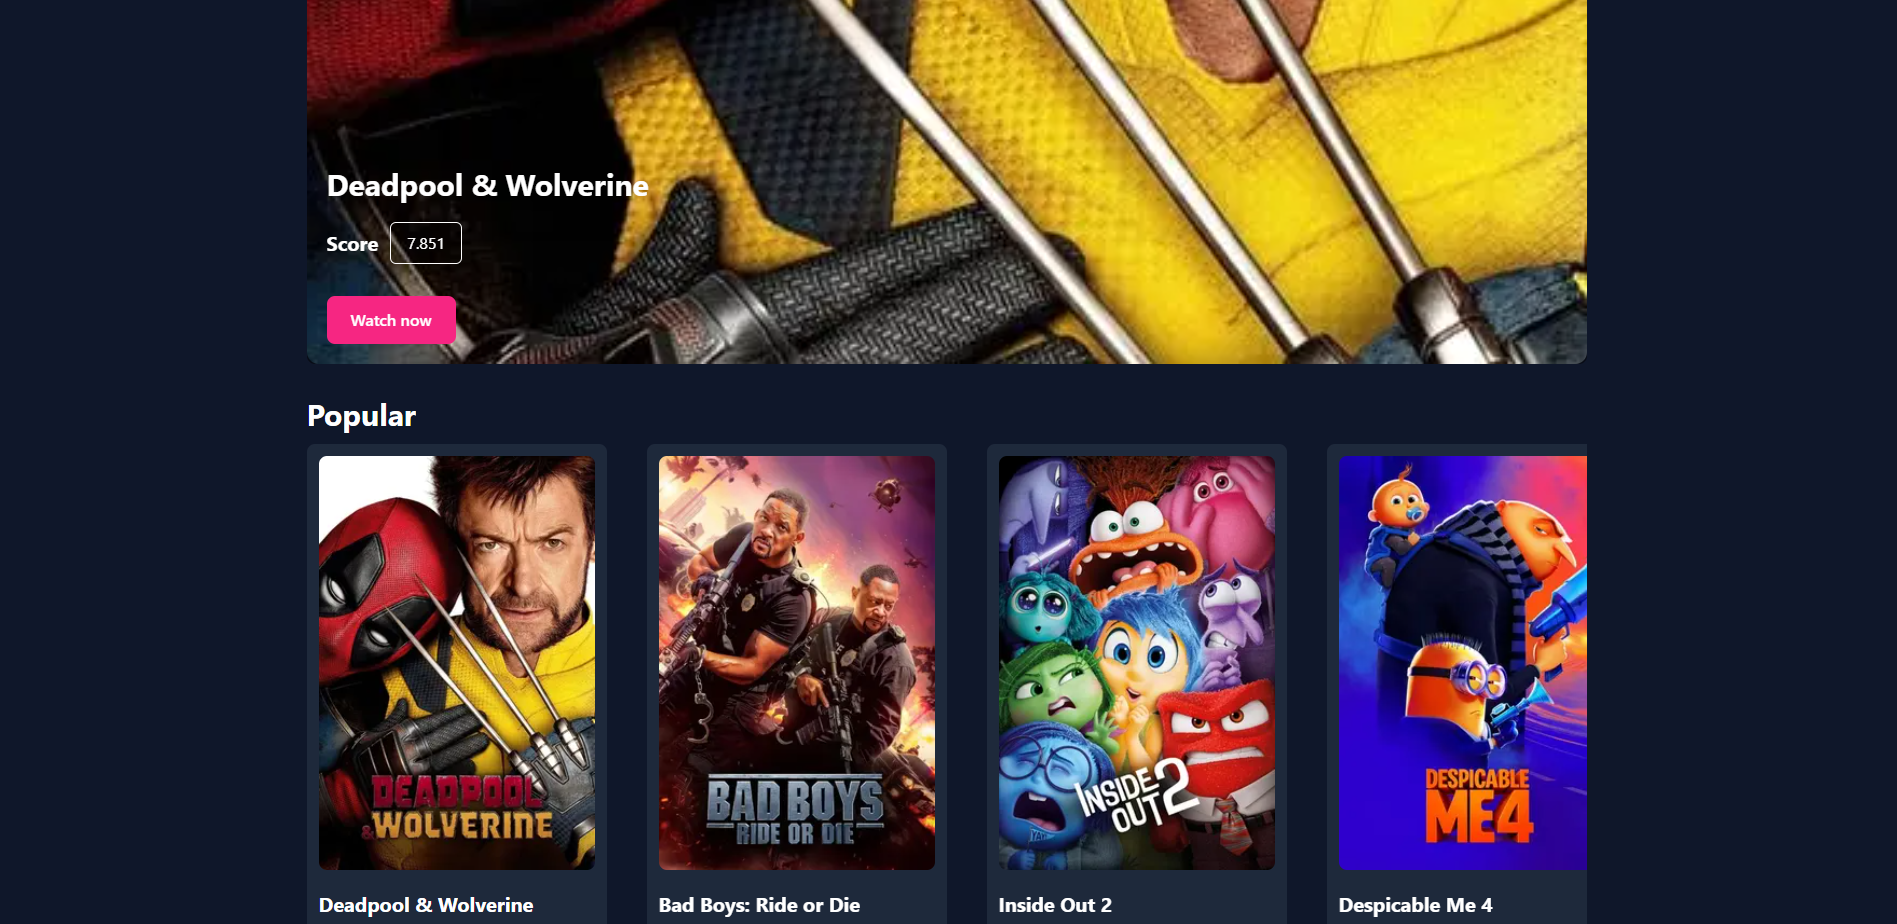 Deadpool & Wolverine
Score 7.851
Watch now
Popular
DEADPOOL
& WOLVERINE
BAD BOYS
RIDE OR DIE
INSIDE
OUT 2
DESPICABLE
ME 4
Deadpool & Wolverine
Bad Boys: Ride or Die
Inside Out 2
Despicable Me 4